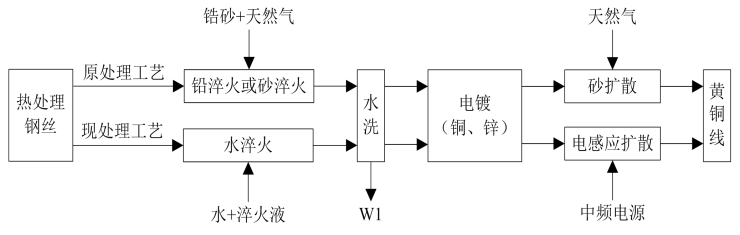 锆砂+天然气
天然气
热处理
钢丝
原处理工艺
铅淬火或砂淬火
水洗
电镀
（铜、锌）
砂扩散
黄铜线
现处理工艺
水淬火
电感应扩散
水+淬火液
W1
中频电源